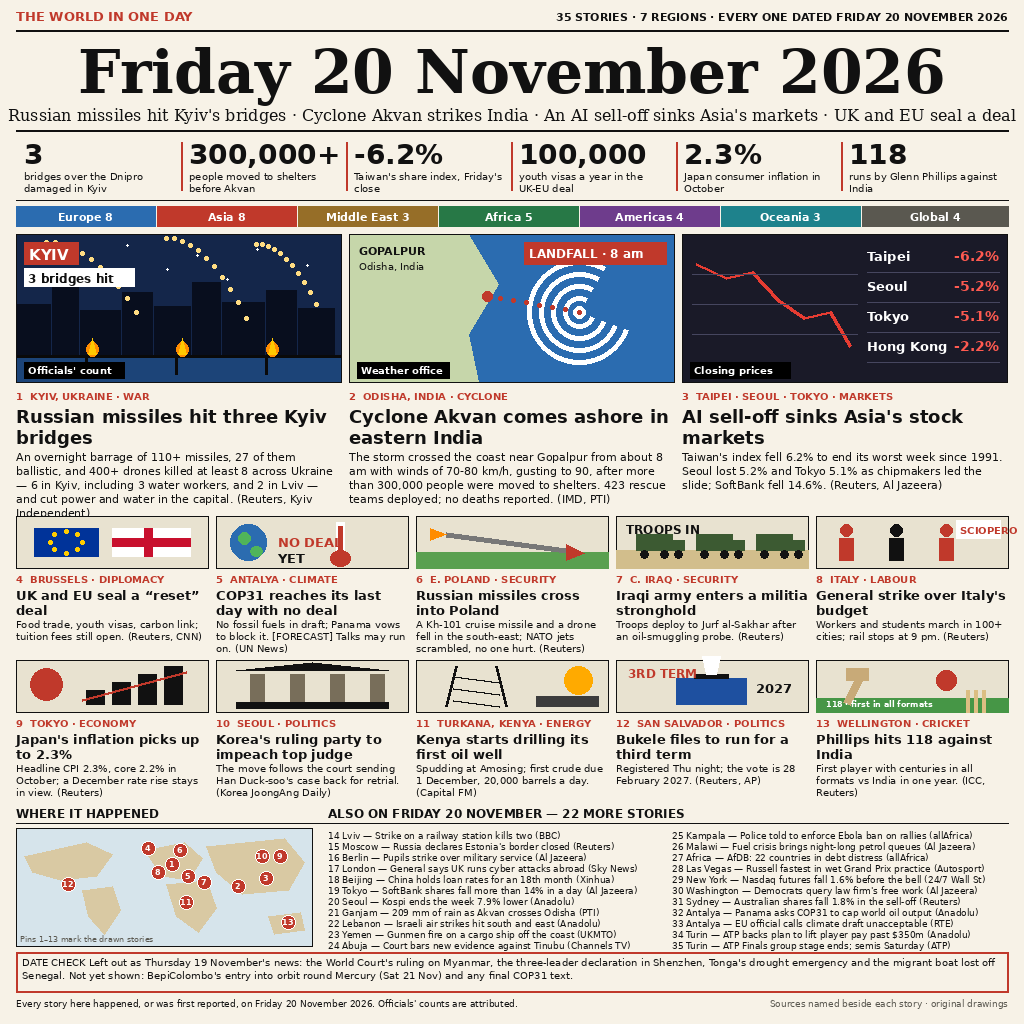 THE WORLD IN ONE DAY
35 STORIES · 7 REGIONS · EVERY ONE DATED FRIDAY 20 NOVEMBER 2026
Friday 20 November 2026
Russian missiles hit Kyiv's bridges · Cyclone Akvan strikes India · An AI sell-off sinks Asia's markets · UK and EU seal a deal
3
bridges over the Dnipro
damaged in Kyiv
300,000+
people moved to shelters
before Akvan
-6.2%
Taiwan's share index, Friday's
close
100,000
youth visas a year in the
UK-EU deal
2.3%
Japan consumer inflation in
October
118
runs by Glenn Phillips against
India
Europe 8
Asia 8
Middle East 3
Africa 5
Americas 4
Oceania 3
Global 4
KYIV
3 bridges hit
Officials' count
GOPALPUR
Odisha, India
LANDFALL · 8 am
Weather office
Taipei -6.2%
Seoul -5.2%
Tokyo -5.1%
Hong Kong -2.2%
Closing prices
1 KYIV, UKRAINE · WAR
Russian missiles hit three Kyiv
bridges
An overnight barrage of 110+ missiles, 27 of them
ballistic, and 400+ drones killed at least 8 across Ukraine
— 6 in Kyiv, including 3 water workers, and 2 in Lviv —
and cut power and water in the capital. (Reuters, Kyiv
Independent)
2 ODISHA, INDIA · CYCLONE
Cyclone Akvan comes ashore in
eastern India
The storm crossed the coast near Gopalpur from about 8
am with winds of 70-80 km/h, gusting to 90, after more
than 300,000 people were moved to shelters. 423 rescue
teams deployed; no deaths reported. (IMD, PTI)
3 TAIPEI · SEOUL · TOKYO · MARKETS
AI sell-off sinks Asia's stock
markets
Taiwan's index fell 6.2% to end its worst week since 1991.
Seoul lost 5.2% and Tokyo 5.1% as chipmakers led the
slide; SoftBank fell 14.6%. (Reuters, Al Jazeera)
4 BRUSSELS · DIPLOMACY
UK and EU seal a “reset”
deal
Food trade, youth visas, carbon link;
tuition fees still open. (Reuters, CNN)
NO DEAL
YET
5 ANTALYA · CLIMATE
COP31 reaches its last
day with no deal
No fossil fuels in draft; Panama vows
to block it. [FORECAST] Talks may run
on. (UN News)
6 E. POLAND · SECURITY
Russian missiles cross
into Poland
A Kh-101 cruise missile and a drone
fell in the south-east; NATO jets
scrambled, no one hurt. (Reuters)
TROOPS IN
7 C. IRAQ · SECURITY
Iraqi army enters a militia
stronghold
Troops deploy to Jurf al-Sakhar after
an oil-smuggling probe. (Reuters)
SCIOPERO
8 ITALY · LABOUR
General strike over Italy's
budget
Workers and students march in 100+
cities; rail stops at 9 pm. (Reuters)
9 TOKYO · ECONOMY
Japan's inflation picks up
to 2.3%
Headline CPI 2.3%, core 2.2% in
October; a December rate rise stays
in view. (Reuters)
10 SEOUL · POLITICS
Korea's ruling party to
impeach top judge
The move follows the court sending
Han Duck-soo's case back for retrial.
(Korea JoongAng Daily)
11 TURKANA, KENYA · ENERGY
Kenya starts drilling its
first oil well
Spudding at Amosing; first crude due
1 December, 20,000 barrels a day.
(Capital FM)
3RD TERM
2027
12 SAN SALVADOR · POLITICS
Bukele files to run for a
third term
Registered Thu night; the vote is 28
February 2027. (Reuters, AP)
118 · first in all formats
13 WELLINGTON · CRICKET
Phillips hits 118 against
India
First player with centuries in all
formats vs India in one year. (ICC,
Reuters)
WHERE IT HAPPENED
4
6
1
8
5
7
2
3
10
9
11
12
13
Pins 1–13 mark the drawn stories
ALSO ON FRIDAY 20 NOVEMBER — 22 MORE STORIES
14 Lviv — Strike on a railway station kills two (BBC)
15 Moscow — Russia declares Estonia's border closed (Reuters)
16 Berlin — Pupils strike over military service (Al Jazeera)
17 London — General says UK runs cyber attacks abroad (Sky News)
18 Beijing — China holds loan rates for an 18th month (Xinhua)
19 Tokyo — SoftBank shares fall more than 14% in a day (Al Jazeera)
20 Seoul — Kospi ends the week 7.9% lower (Anadolu)
21 Ganjam — 209 mm of rain as Akvan crosses Odisha (PTI)
22 Lebanon — Israeli air strikes hit south and east (Anadolu)
23 Yemen — Gunmen fire on a cargo ship off the coast (UKMTO)
24 Abuja — Court bars new evidence against Tinubu (Channels TV)
25 Kampala — Police told to enforce Ebola ban on rallies (allAfrica)
26 Malawi — Fuel crisis brings night-long petrol queues (Al Jazeera)
27 Africa — AfDB: 22 countries in debt distress (allAfrica)
28 Las Vegas — Russell fastest in wet Grand Prix practice (Autosport)
29 New York — Nasdaq futures fall 1.6% before the bell (24/7 Wall St)
30 Washington — Democrats query law firm's free work (Al Jazeera)
31 Sydney — Australian shares fall 1.8% in the sell-off (Reuters)
32 Antalya — Panama asks COP31 to cap world oil output (Anadolu)
33 Antalya — EU official calls climate draft unacceptable (RTE)
34 Turin — ATP backs plan to lift player pay past $350m (Anadolu)
35 Turin — ATP Finals group stage ends; semis Saturday (ATP)
DATE CHECK Left out as Thursday 19 November's news: the World Court's ruling on Myanmar, the three-leader declaration in Shenzhen, Tonga's drought emergency and the migrant boat lost off
Senegal. Not yet shown: BepiColombo's entry into orbit round Mercury (Sat 21 Nov) and any final COP31 text.
Every story here happened, or was first reported, on Friday 20 November 2026. Officials' counts are attributed.
Sources named beside each story · original drawings